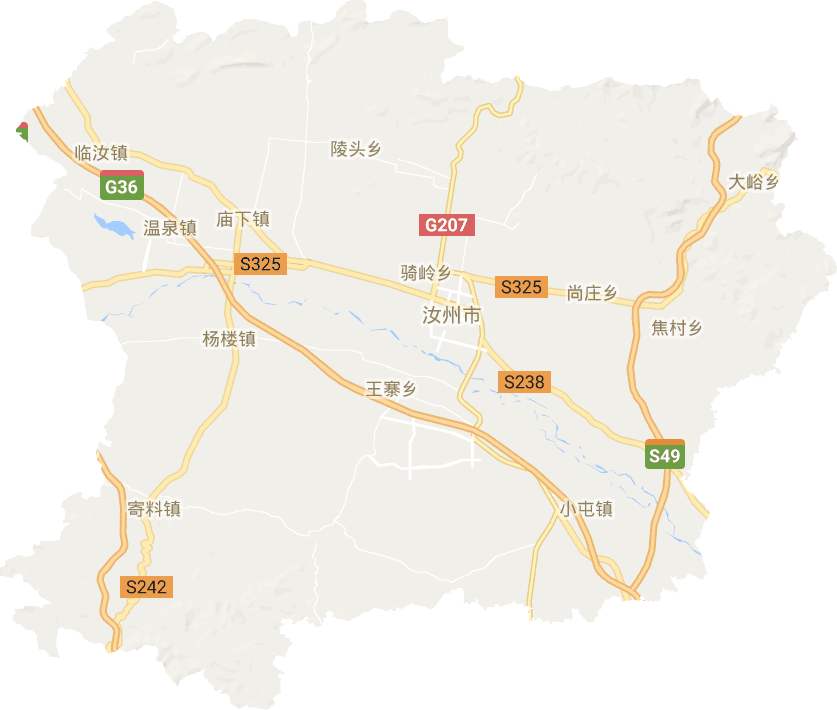 陵头乡
临汝镇
大峪乡
G36
庙下镇
G207
温泉镇
S325
骑岭乡
S325
尚庄乡
汝州市
焦村乡
杨楼镇
S238
王寨乡
S49
寄料镇
小屯镇
S242